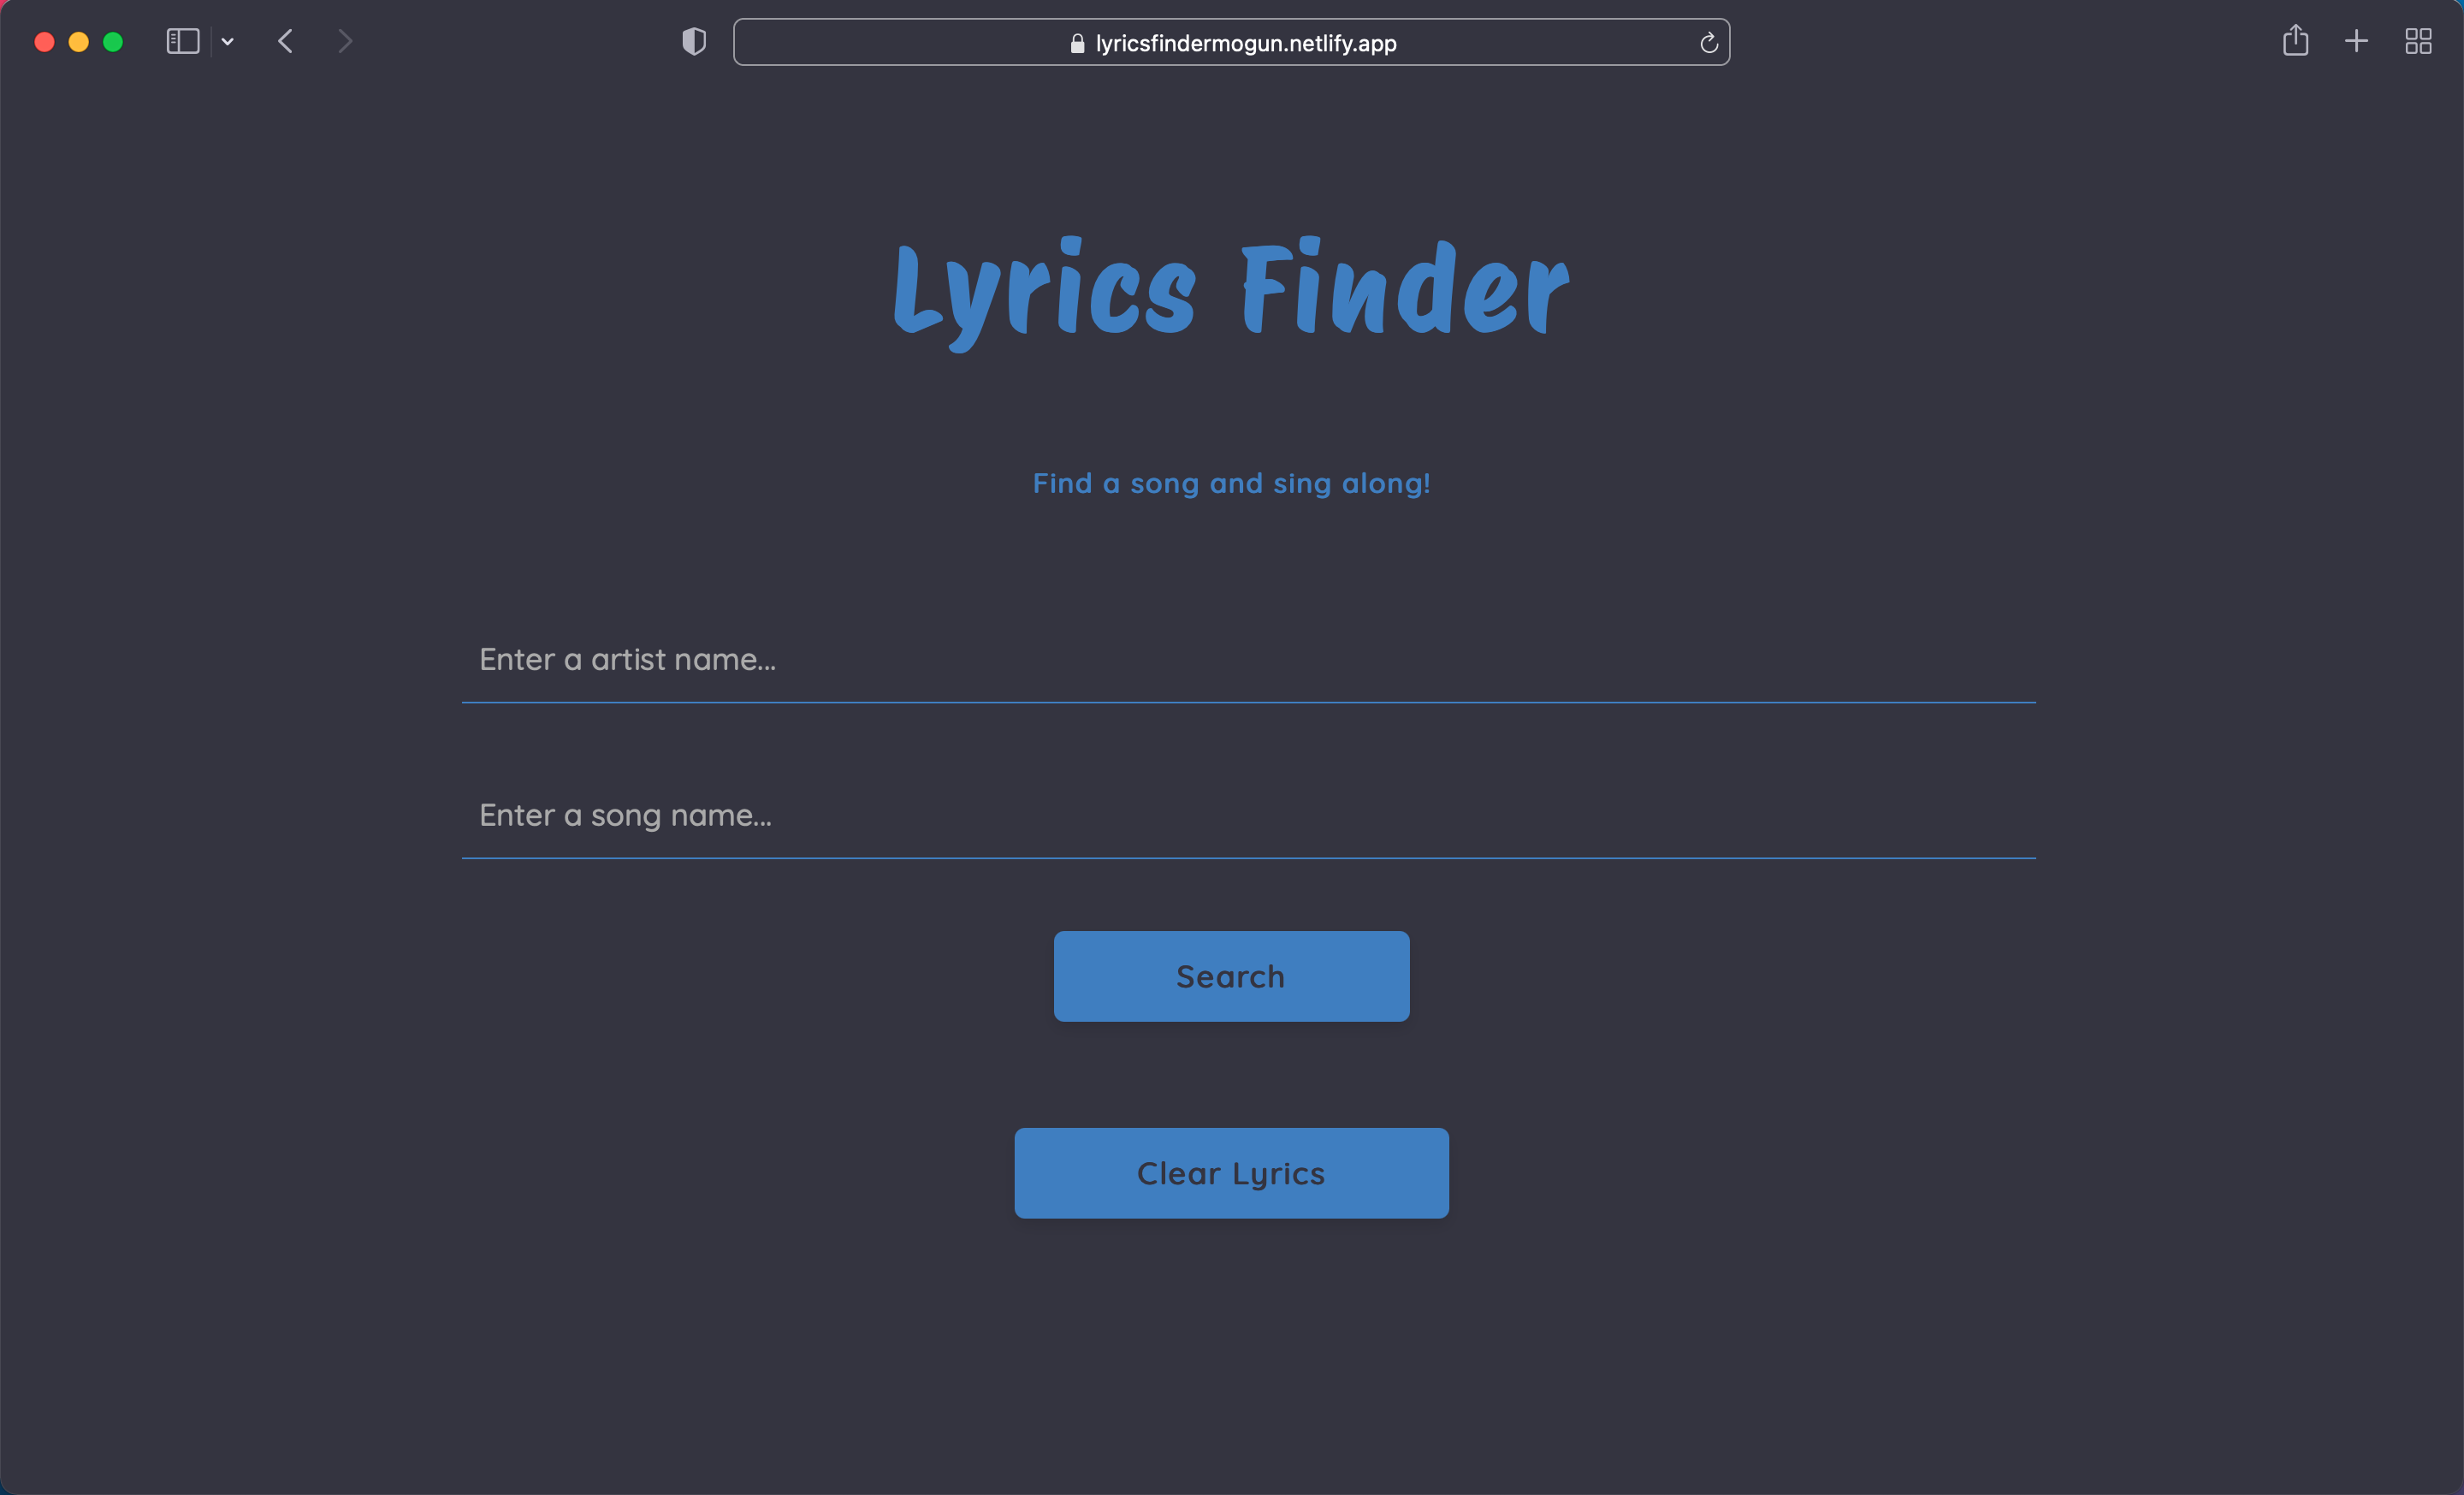 lyricsfindermogun.netlify.app
Lyrics Finder
Find a song and sing along!
Enter a artist name...
Enter a song name...
Search
Clear Lyrics